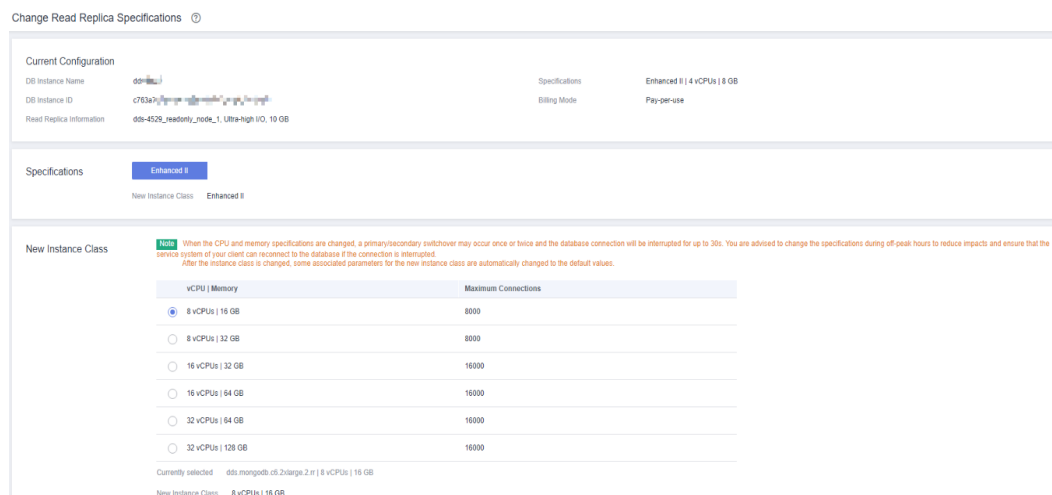 Change Read Replica Specifications
Current Configuration
DB Instance Name
Specifications Enhanced II | 4 vCPUs | 8 GB
DB Instance ID
Billing Mode Pay-per-use
Read Replica Information dds-4529_readonly_node_1, Ultra-high I/O, 10 GB
Specifications Enhanced II
New Instance Class Enhanced II
New Instance Class
Note When the CPU and memory specifications are changed, a primary/secondary switchover may occur once or twice and the database connection will be interrupted for up to 30s. You are advised to change the specifications during off-peak hours to reduce impacts and ensure that the
service system of your client can reconnect to the database if the connection is interrupted.
After the instance class is changed, some associated parameters for the new instance class are automatically changed to the default values.
vCPU | Memory Maximum Connections
8 vCPUs | 16 GB 8000
8 vCPUs | 32 GB 8000
16 vCPUs | 32 GB 16000
16 vCPUs | 64 GB 16000
32 vCPUs | 64 GB 16000
32 vCPUs | 128 GB 16000
Currently selected dds.mongodb.c6.2xlarge.2.rr | 8 vCPUs | 16 GB
New Instance Class 8 vCPUs | 16 GB